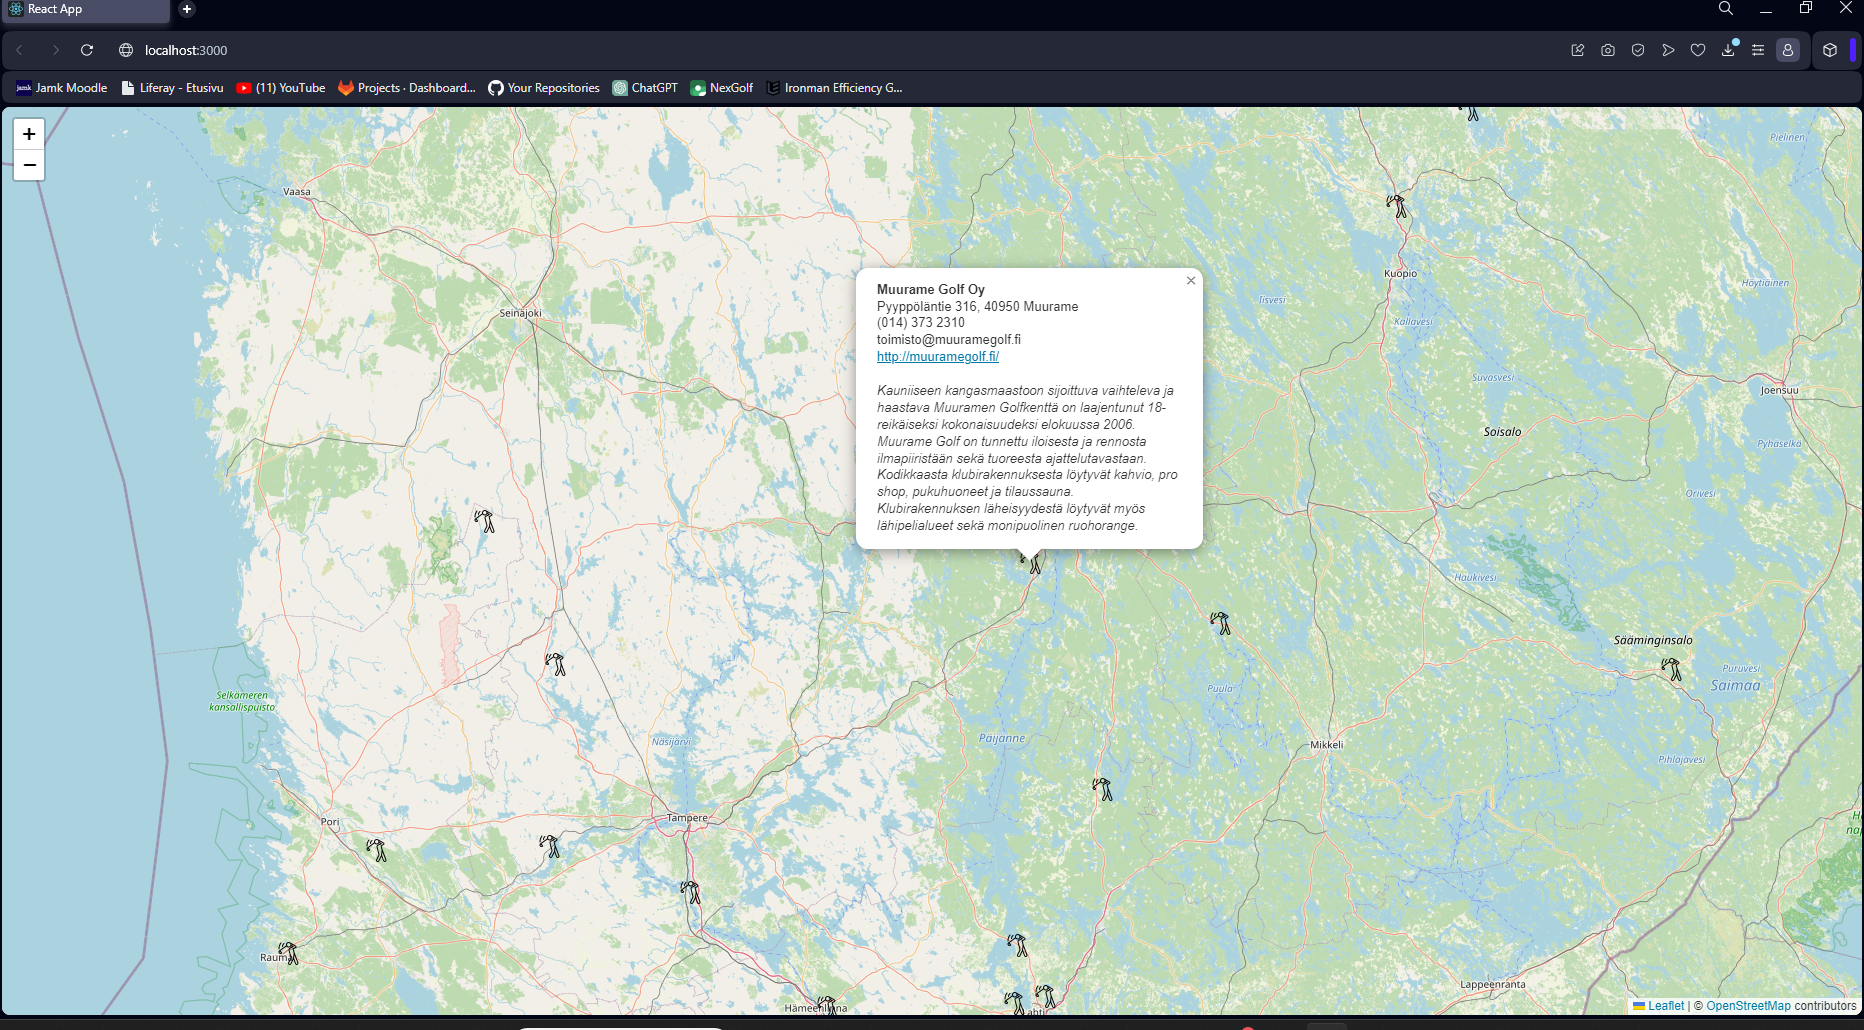 React App
localhost:3000
Jamk Moodle
Liferay - Etusivu
(11) YouTube
Projects · Dashboard...
Your Repositories
ChatGPT
NexGolf
Ironman Efficiency G...
+
−
Pielinen
Vaasa
Kuopio
Höytiäinen
Iisvesi
Kallavesi
Seinäjoki
Muurame Golf Oy
Pyyppöläntie 316, 40950 Muurame
(014) 373 2310
toimisto@muuramegolf.fi
http://muuramegolf.fi/
Kauniiseen kangasmaastoon sijoittuva vaihteleva ja
haastava Muuramen Golfkenttä on laajentunut 18-
reikäiseksi kokonaisuudeksi elokuussa 2006.
Muurame Golf on tunnettu iloisesta ja rennosta
ilmapiiristään sekä tuoreesta ajattelutavastaan.
Kodikkaasta klubirakennuksesta löytyvät kahvio, pro
shop, pukuhuoneet ja tilaussauna.
Klubirakennuksen läheisyydestä löytyvät myös
lähipelialueet sekä monipuolinen ruohorange.
Suvasvesi
Joensuu
Soisalo
Pyhäselkä
Orivesi
Haukivesi
Sääminginsalo
Puruvesi
Saimaa
Selkämeren
kansallispuisto
Puula
Näsijärvi
Päijänne
Mikkeli
Pihlajavesi
Pori
Tampere
Rauma
Lappeenranta
Hämeenlinna
Leaflet | © OpenStreetMap contributors